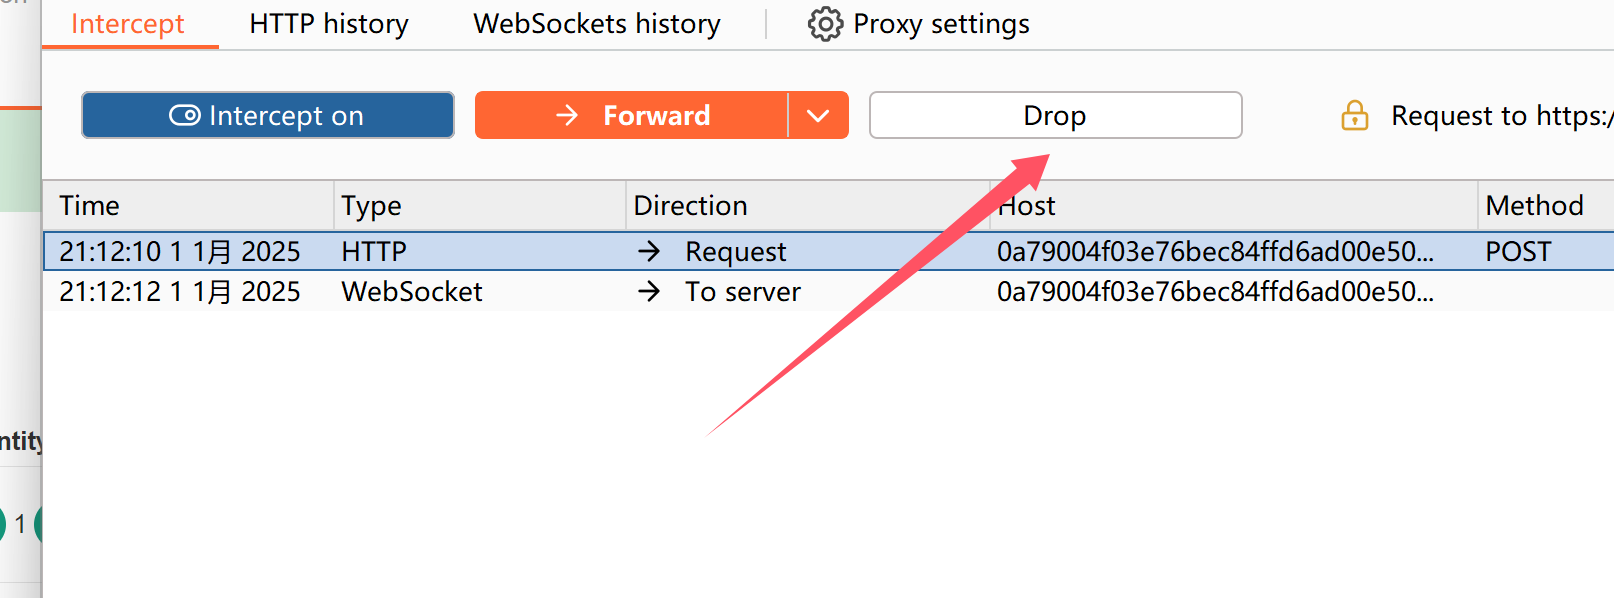 Intercept HTTP history WebSockets history Proxy settings
Intercept on Forward Drop Request to https:/
Time Type Direction Host Method
21:12:10 1 1月 2025 HTTP → Request 0a79004f03e76bec84ffd6ad00e50... POST
21:12:12 1 1月 2025 WebSocket → To server 0a79004f03e76bec84ffd6ad00e50...
ntity
1